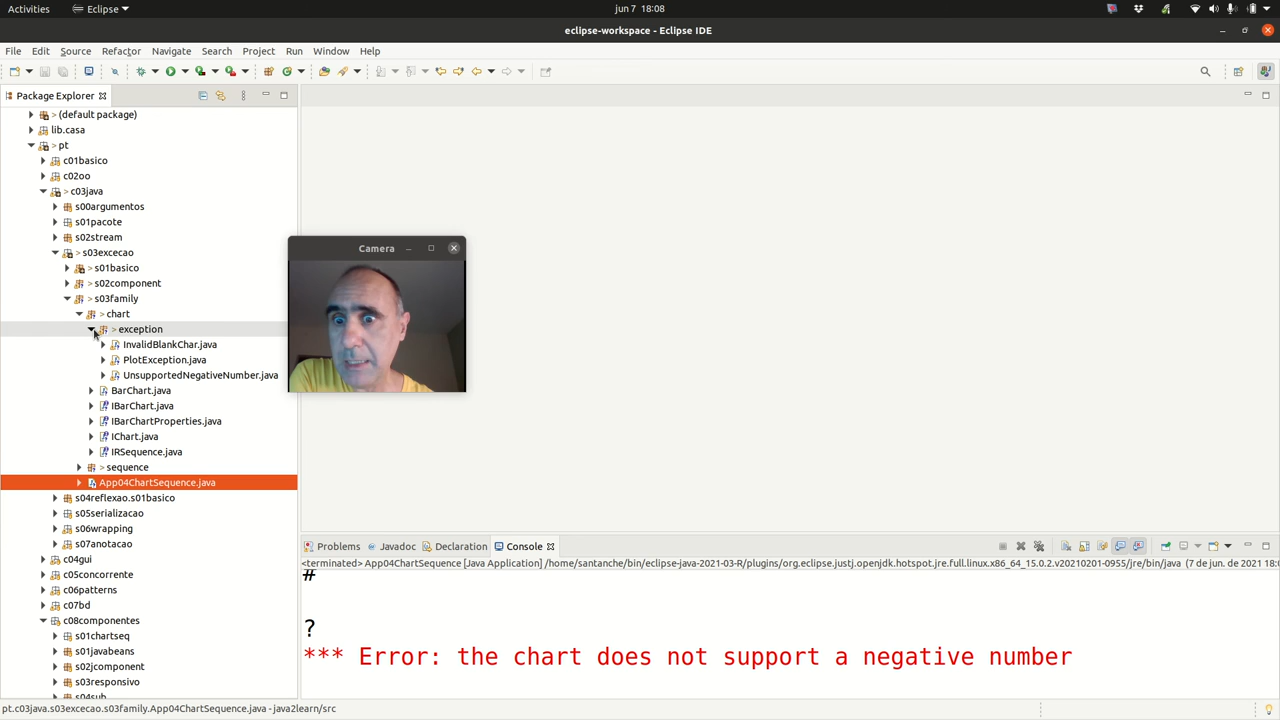 Activities
Eclipse
jun 7 18:08
eclipse-workspace - Eclipse IDE
File Edit Source Refactor Navigate Search Project Run Window Help
Package Explorer
> (default package)
lib.casa
> pt
c01basico
c02oo
> c03java
s00argumentos
s01pacote
s02stream
> s03excecao
> s01basico
> s02component
> s03family
> chart
> exception
InvalidBlankChar.java
PlotException.java
UnsupportedNegativeNumber.java
BarChart.java
IBarChart.java
IBarChartProperties.java
IChart.java
IRSequence.java
> sequence
App04ChartSequence.java
s04reflexao.s01basico
s05serializacao
s06wrapping
s07anotacao
c04gui
c05concorrente
c06patterns
c07bd
c08componentes
s01chartseq
s01javabeans
s02jcomponent
s03responsivo
s04sub
Camera
Problems Javadoc Declaration Console
<terminated> App04ChartSequence [Java Application] /home/santanche/bin/eclipse-java-2021-03-R/plugins/org.eclipse.justj.openjdk.hotspot.jre.full.linux.x86_64_15.0.2.v20210201-0955/jre/bin/java (7 de jun. de 2021 18:0
#
?
*** Error: the chart does not support a negative number
pt.c03java.s03excecao.s03family.App04ChartSequence.java - java2learn/src